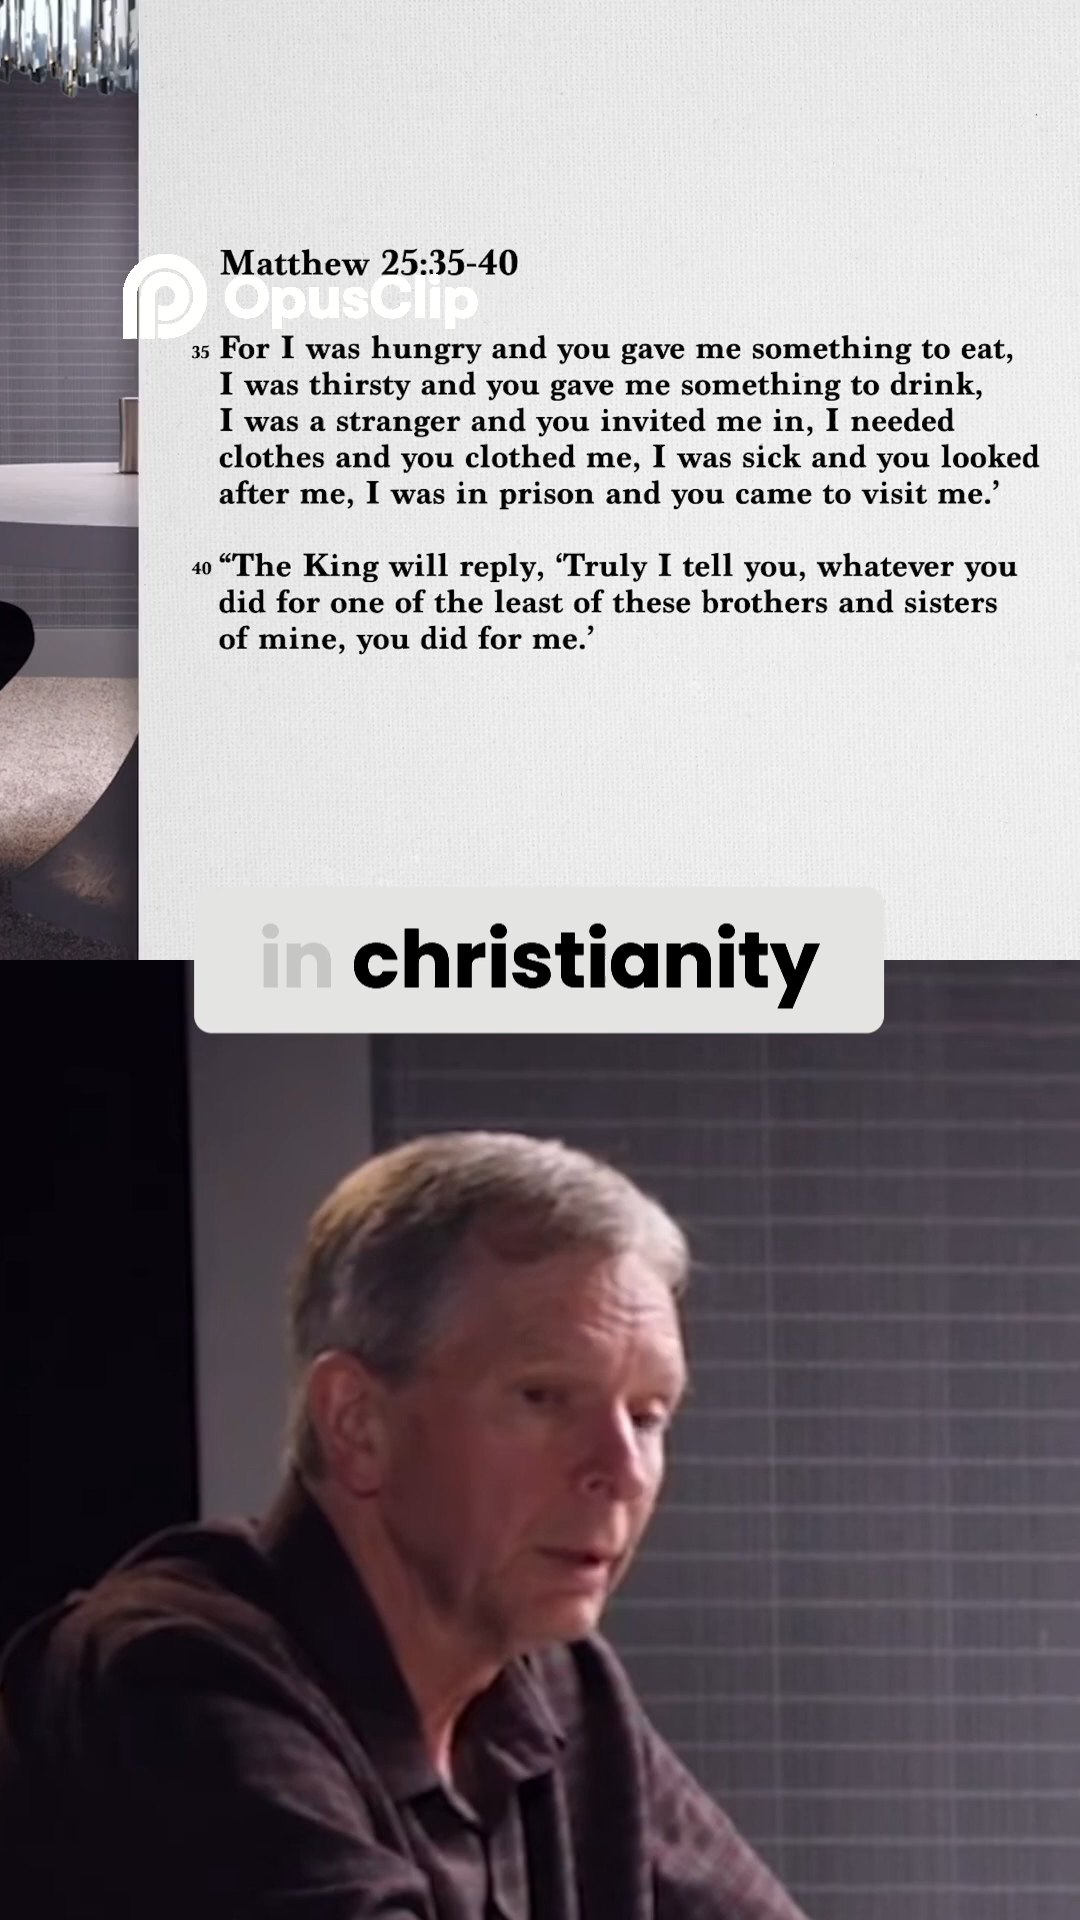 Matthew 25:35-40
OpusClip
35 For I was hungry and you gave me something to eat,
I was thirsty and you gave me something to drink,
I was a stranger and you invited me in, I needed
clothes and you clothed me, I was sick and you looked
after me, I was in prison and you came to visit me.’
40 “The King will reply, ‘Truly I tell you, whatever you
did for one of the least of these brothers and sisters
of mine, you did for me.’
in christianity